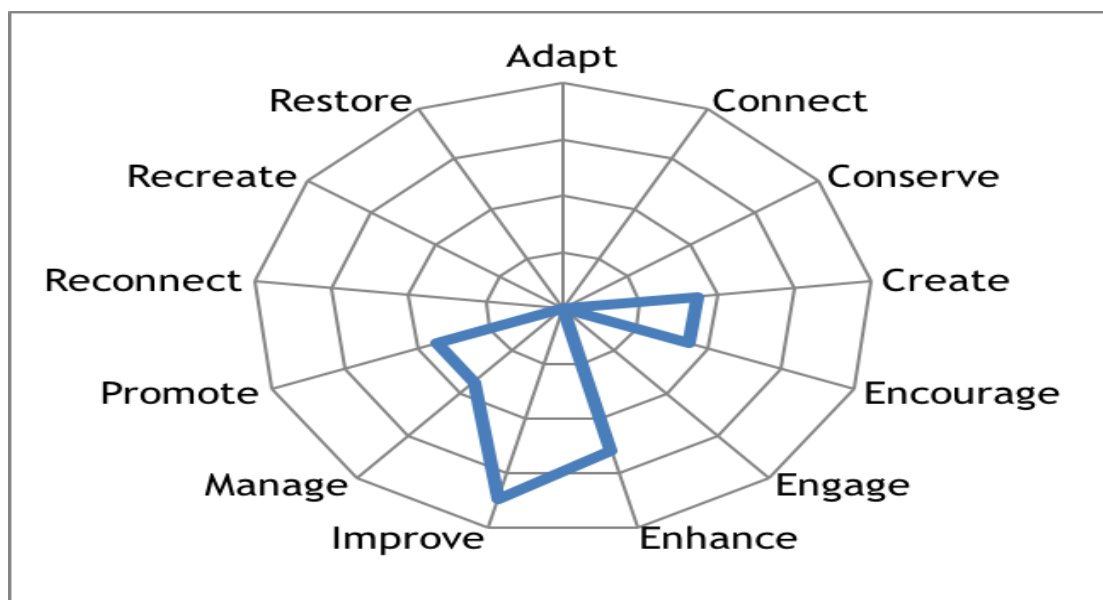 Adapt
Restore
Connect
Recreate
Conserve
Reconnect
Create
Promote
Encourage
Manage
Engage
Improve
Enhance